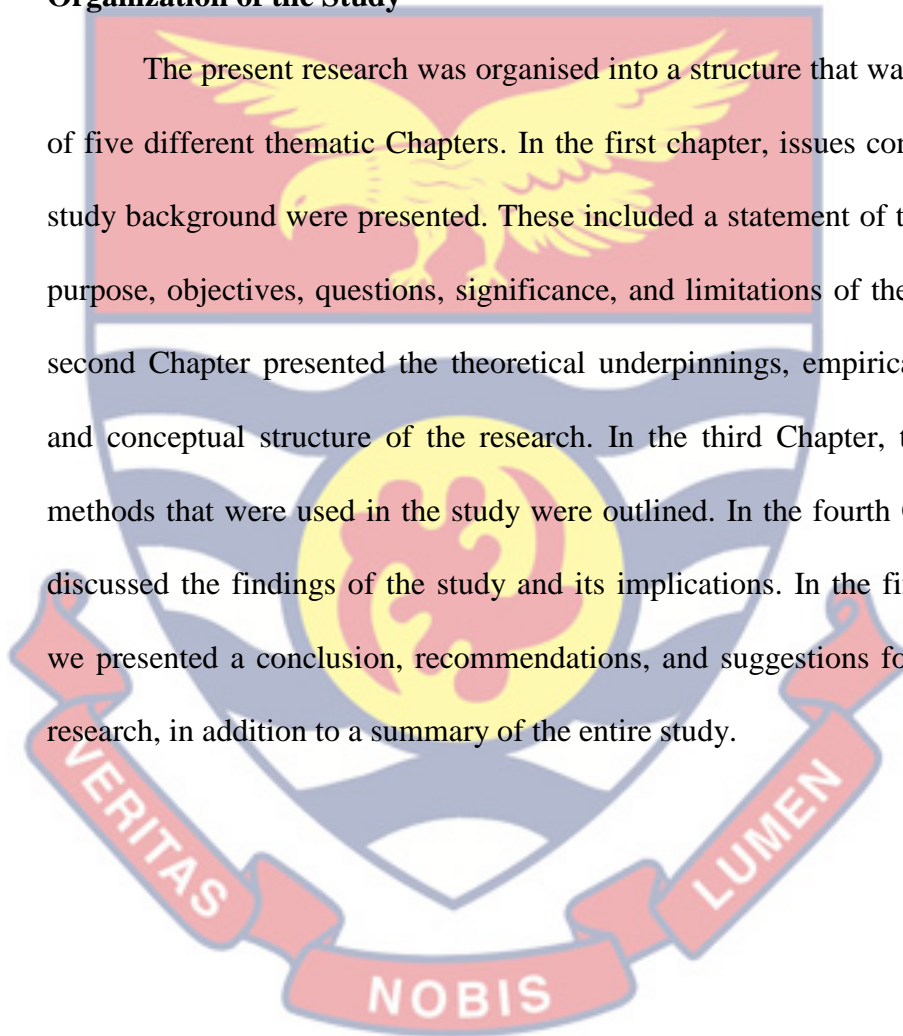 Organization of the Study
The present research was organised into a structure that wa
of five different thematic Chapters. In the first chapter, issues con
study background were presented. These included a statement of t
purpose, objectives, questions, significance, and limitations of the
second Chapter presented the theoretical underpinnings, empirica
and conceptual structure of the research. In the third Chapter, t
methods that were used in the study were outlined. In the fourth
discussed the findings of the study and its implications. In the fi
we presented a conclusion, recommendations, and suggestions fo
research, in addition to a summary of the entire study.
VERITAS
NOBIS
LUMEN